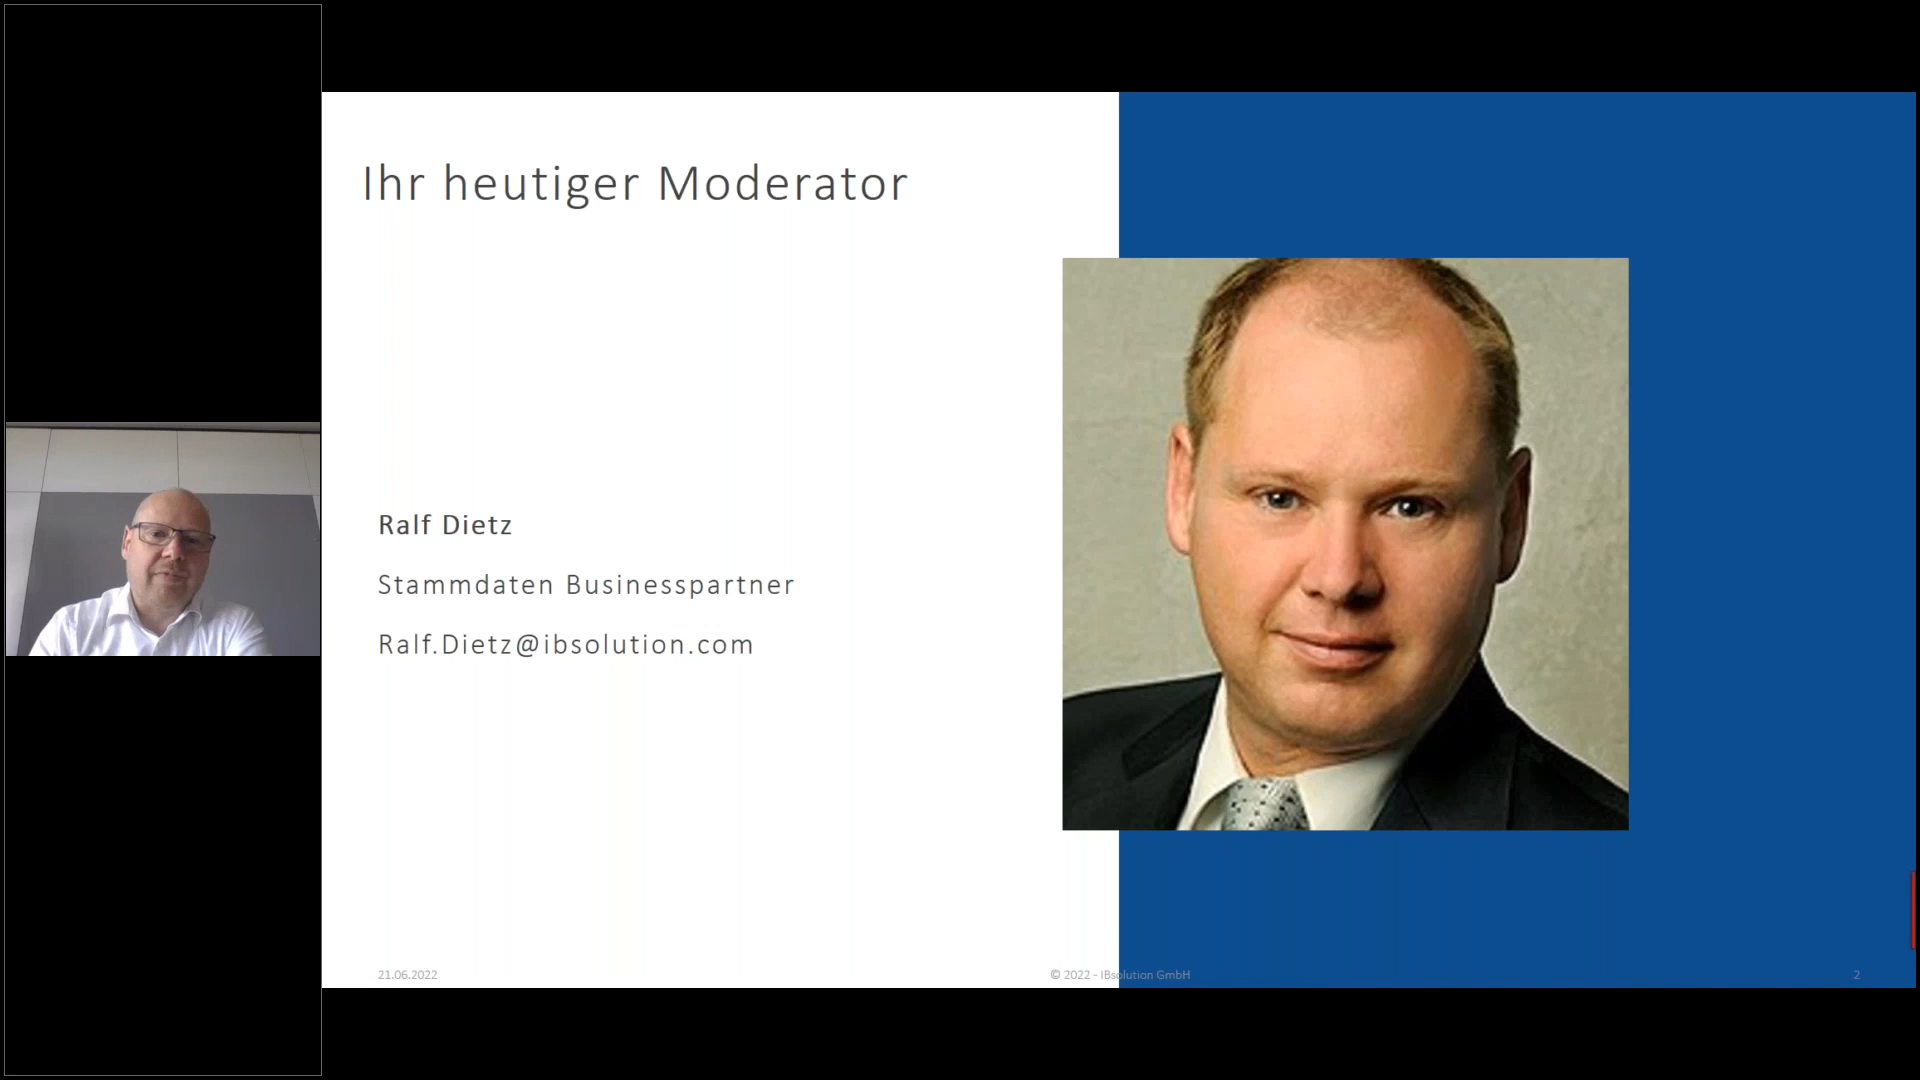 Ihr heutiger Moderator
Ralf Dietz
Stammdaten Businesspartner
Ralf.Dietz@ibsolution.com
21.06.2022
© 2022 - IBsolution GmbH
2